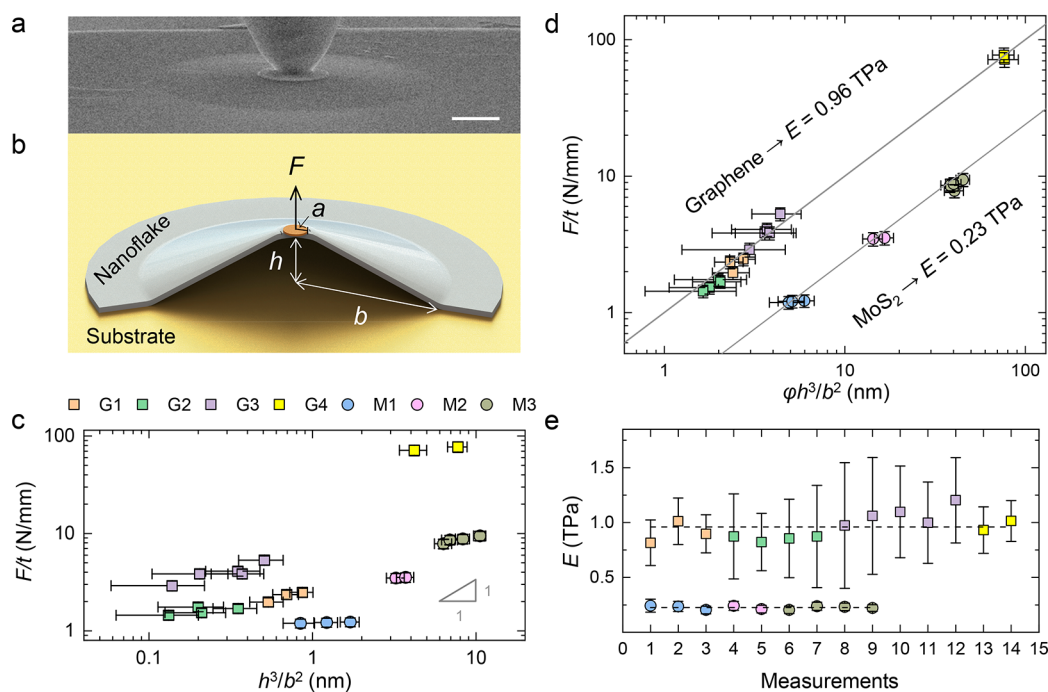 a
b
F
a
Nanoflake
h
b
Substrate
G1 G2 G3 G4 M1 M2 M3
c
100
10
1
F/t (N/mm)
1
1
0.1 1 10
h³/b² (nm)
d
100
10
1
F/t (N/mm)
Graphene → E = 0.96 TPa
MoS₂ → E = 0.23 TPa
1 10 100
φh³/b² (nm)
e
1.75
1.5
1.0
0.5
E (TPa)
0 1 2 3 4 5 6 7 8 9 10 11 12 13 14 15
Measurements